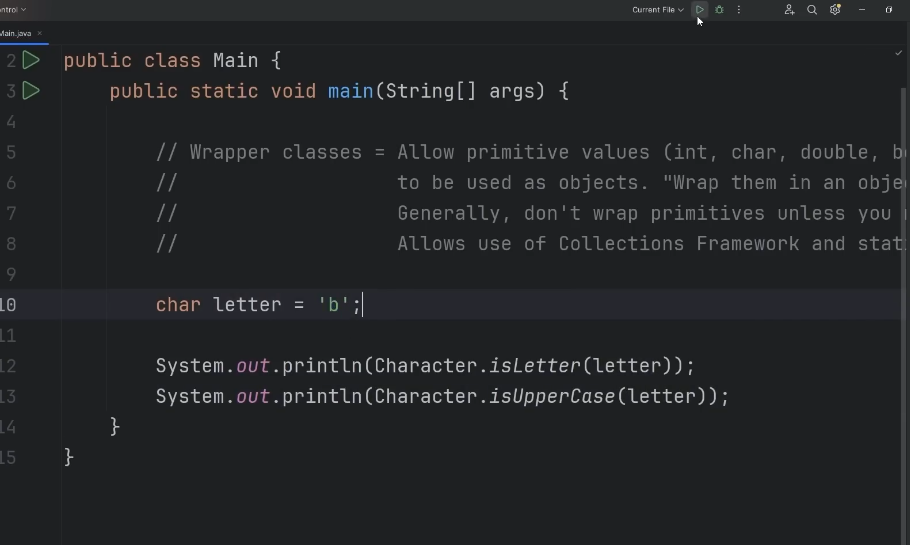 Current File
Main.java
2 public class Main {
3 public static void main(String[] args) {
4
5 // Wrapper classes = Allow primitive values (int, char, double,
6 // to be used as objects. "Wrap them in an
7 // Generally, don't wrap primitives unless you
8 // Allows use of Collections Framework and
9
10 char letter = 'b';
11
12 System.out.println(Character.isLetter(letter));
13 System.out.println(Character.isUpperCase(letter));
14 }
15 }